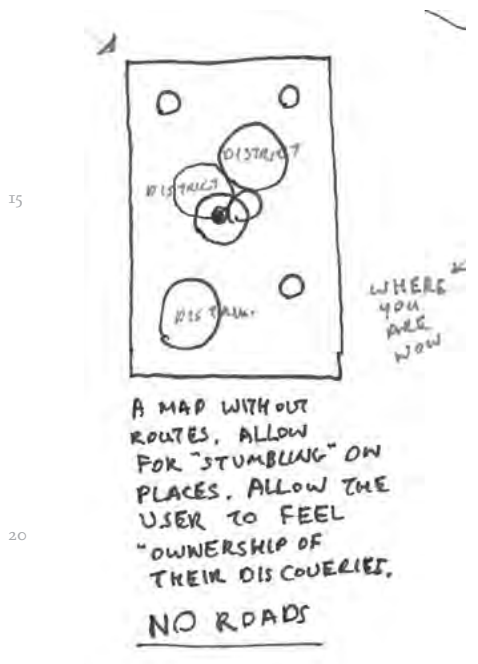 15
DISTRICT
DISTRICT
DISTRICT
WHERE
YOU
ARE
NOW
A MAP WITHOUT
ROUTES. ALLOW
FOR "STUMBLING" ON
PLACES. ALLOW THE
USER TO FEEL
20
"OWNERSHIP OF
THEIR DISCOVERIES.
NO ROADS